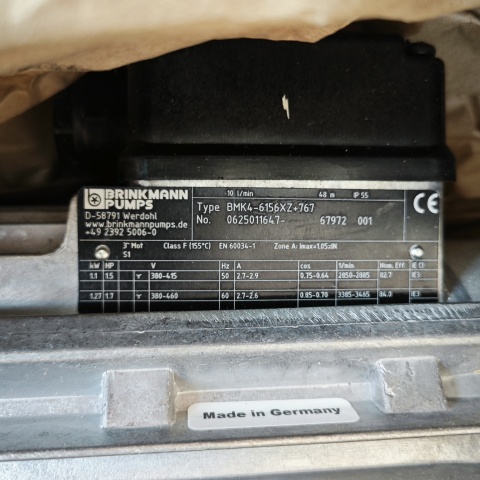 BRINKMANN
PUMPS
D-58791 Werdohl
www.brinkmannpumps.de
+49 2392 5006-0
10 l/min 48 m IP 55
Type BMK4-6156XZ+767
No. 0625011647- 67972 001
CE
3~ Mot Class F (155°C) EN 60034-1 Zone A: Imax=1.05xIN
S1
kW HP V Hz A cos 1/min Nom. Eff. IE Cl
1.1 1.5 Y 380-415 50 2.7-2.9 0.75-0.64 2850-2885 82.7 IE3
1.27 1.7 Y 380-460 60 2.7-2.6 0.85-0.70 3385-3465 84.0 IE3
Made in Germany